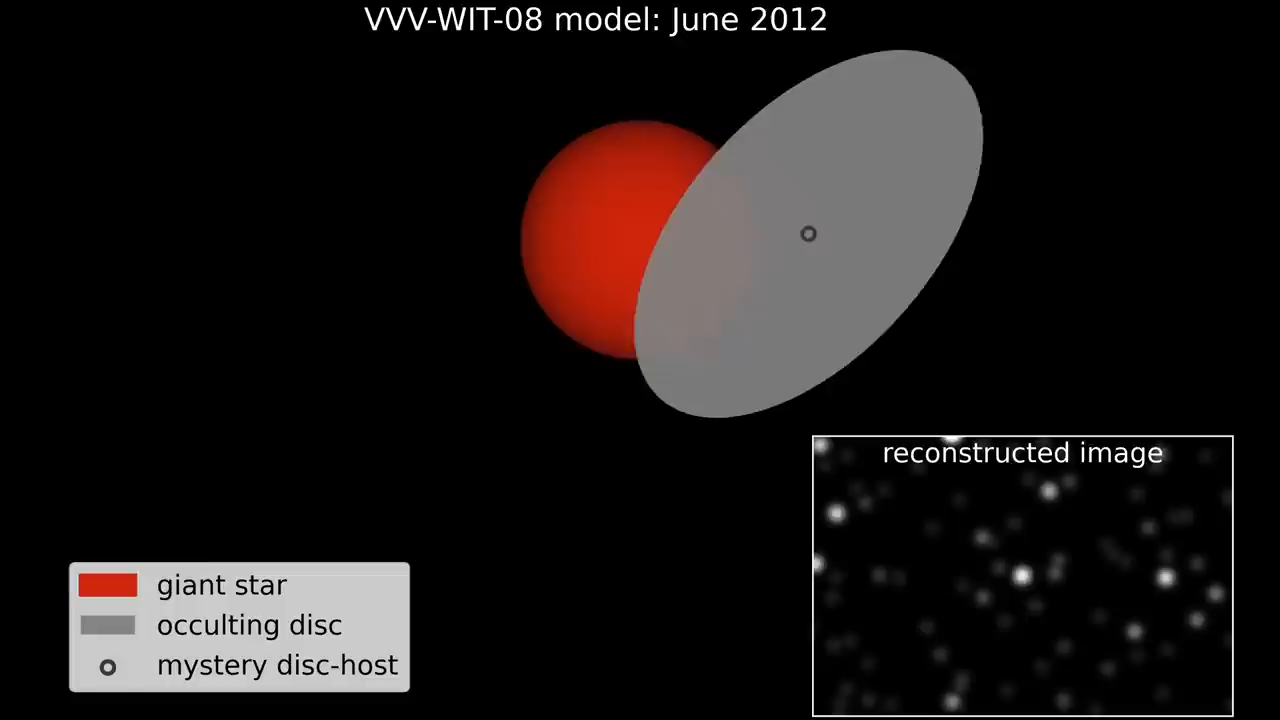 VVV-WIT-08 model: June 2012
reconstructed image
giant star
occulting disc
mystery disc-host